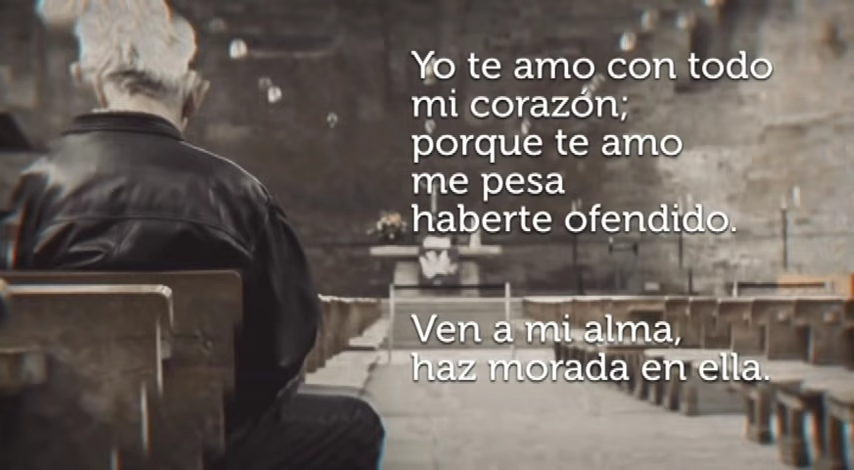 Yo te amo con todo
mi corazón;
porque te amo
me pesa
haberte ofendido.
Ven a mi alma,
haz morada en ella.